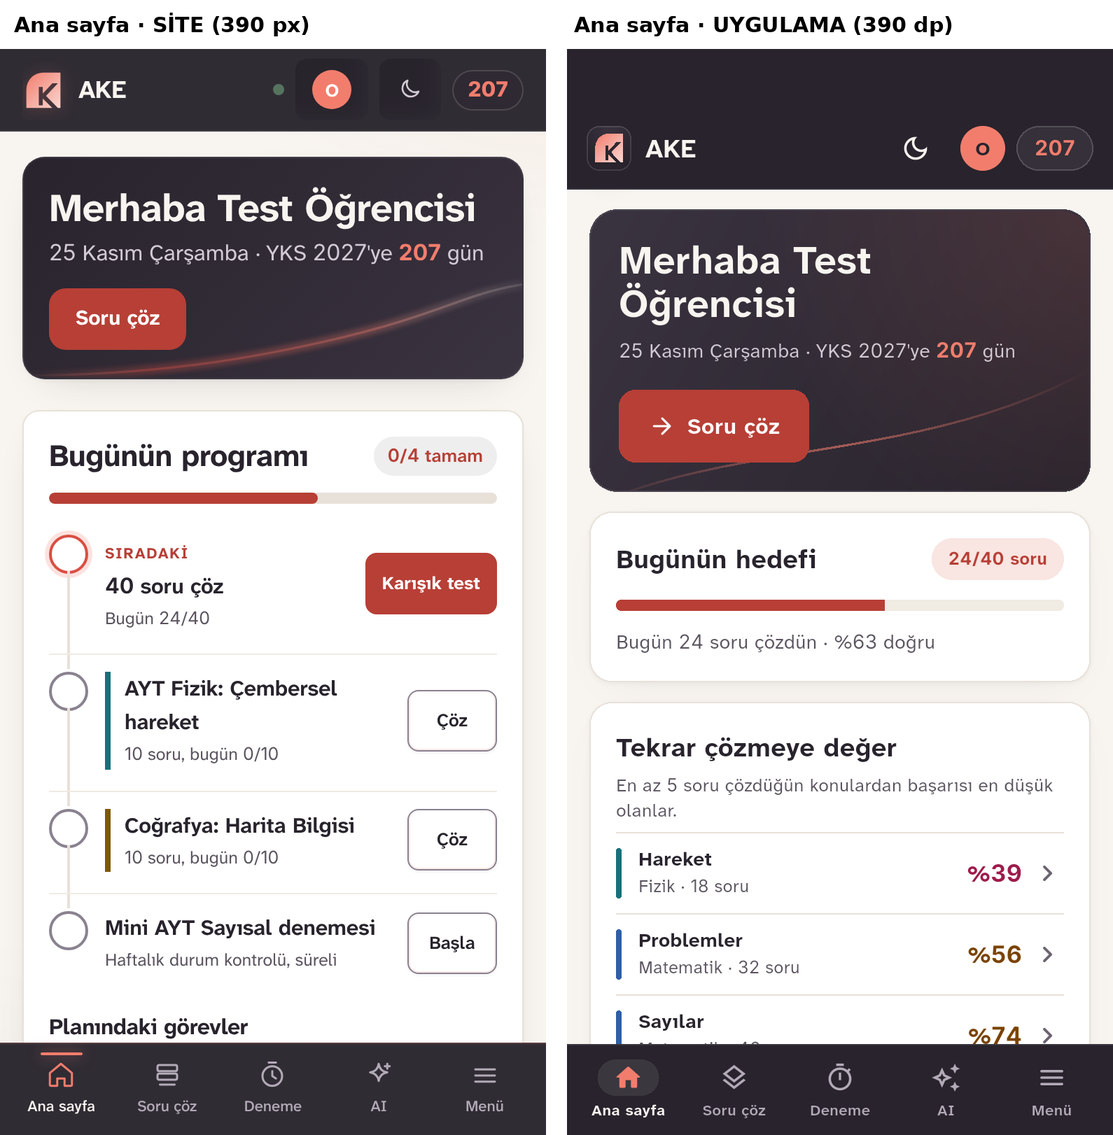 Ana sayfa · SİTE (390 px)
AKE
O
207
Merhaba Test Öğrencisi
25 Kasım Çarşamba · YKS 2027'ye 207 gün
Soru çöz
Bugünün programı
0/4 tamam
SIRADAKİ
40 soru çöz
Bugün 24/40
Karışık test
AYT Fizik: Çembersel
hareket
10 soru, bugün 0/10
Çöz
Coğrafya: Harita Bilgisi
10 soru, bugün 0/10
Çöz
Mini AYT Sayısal denemesi
Haftalık durum kontrolü, süreli
Başla
Planındaki görevler
Ana sayfa
Soru çöz
Deneme
AI
Menü
Ana sayfa · UYGULAMA (390 dp)
AKE
O
207
Merhaba Test
Öğrencisi
25 Kasım Çarşamba · YKS 2027'ye 207 gün
Soru çöz
Bugünün hedefi
24/40 soru
Bugün 24 soru çözdün · %63 doğru
Tekrar çözmeye değer
En az 5 soru çözdüğün konulardan başarısı en düşük
olanlar.
Hareket
Fizik · 18 soru
%39
Problemler
Matematik · 32 soru
%56
Sayılar
%74
Ana sayfa
Soru çöz
Deneme
AI
Menü